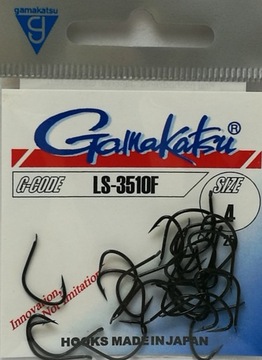 gamakatsu
G
Gamakatsu®
G-CODE LS-3510F SIZE
4
Innovation,
Not Imitation
HOOKS MADE IN JAPAN